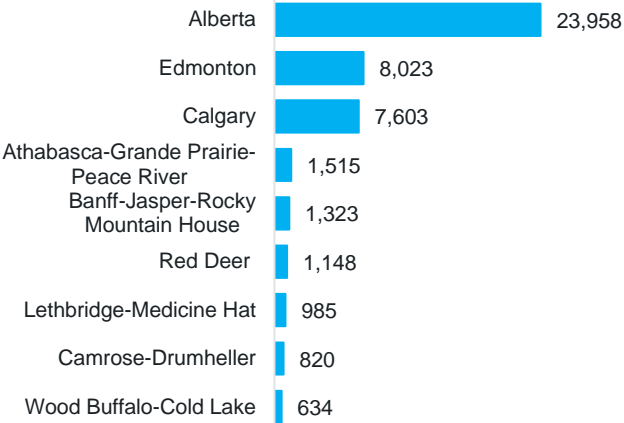 Alberta 23,958
Edmonton 8,023
Calgary 7,603
Athabasca-Grande Prairie-
Peace River 1,515
Banff-Jasper-Rocky
Mountain House 1,323
Red Deer 1,148
Lethbridge-Medicine Hat 985
Camrose-Drumheller 820
Wood Buffalo-Cold Lake 634